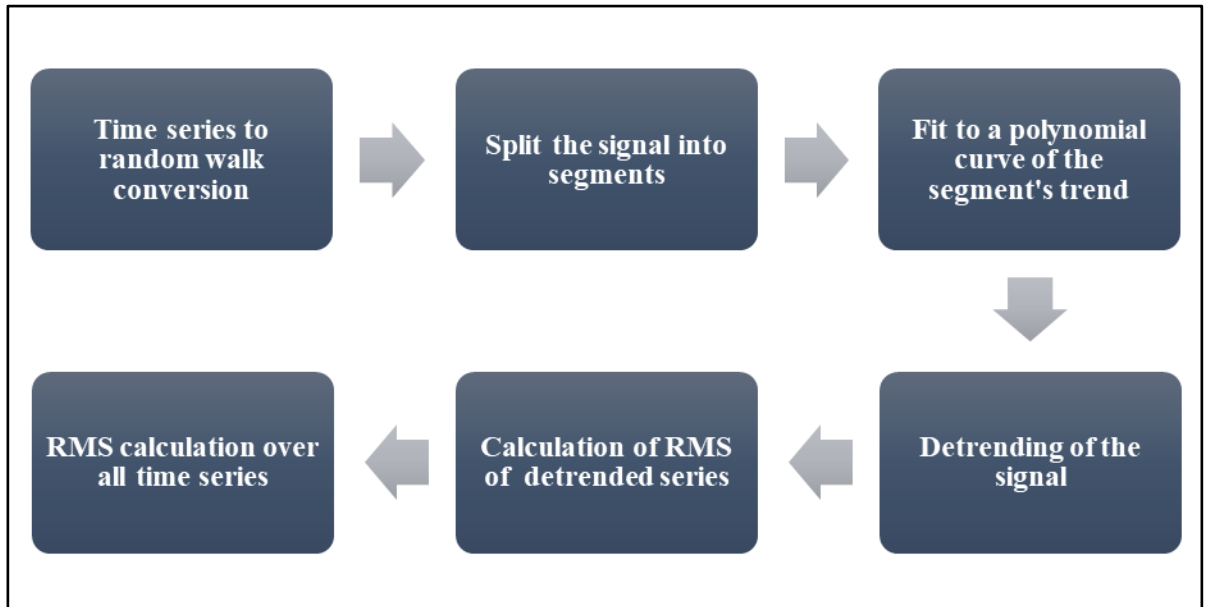 Time series to
random walk
conversion
Split the signal into
segments
Fit to a polynomial
curve of the
segment's trend
Detrending of the
signal
Calculation of RMS
of detrended series
RMS calculation over
all time series